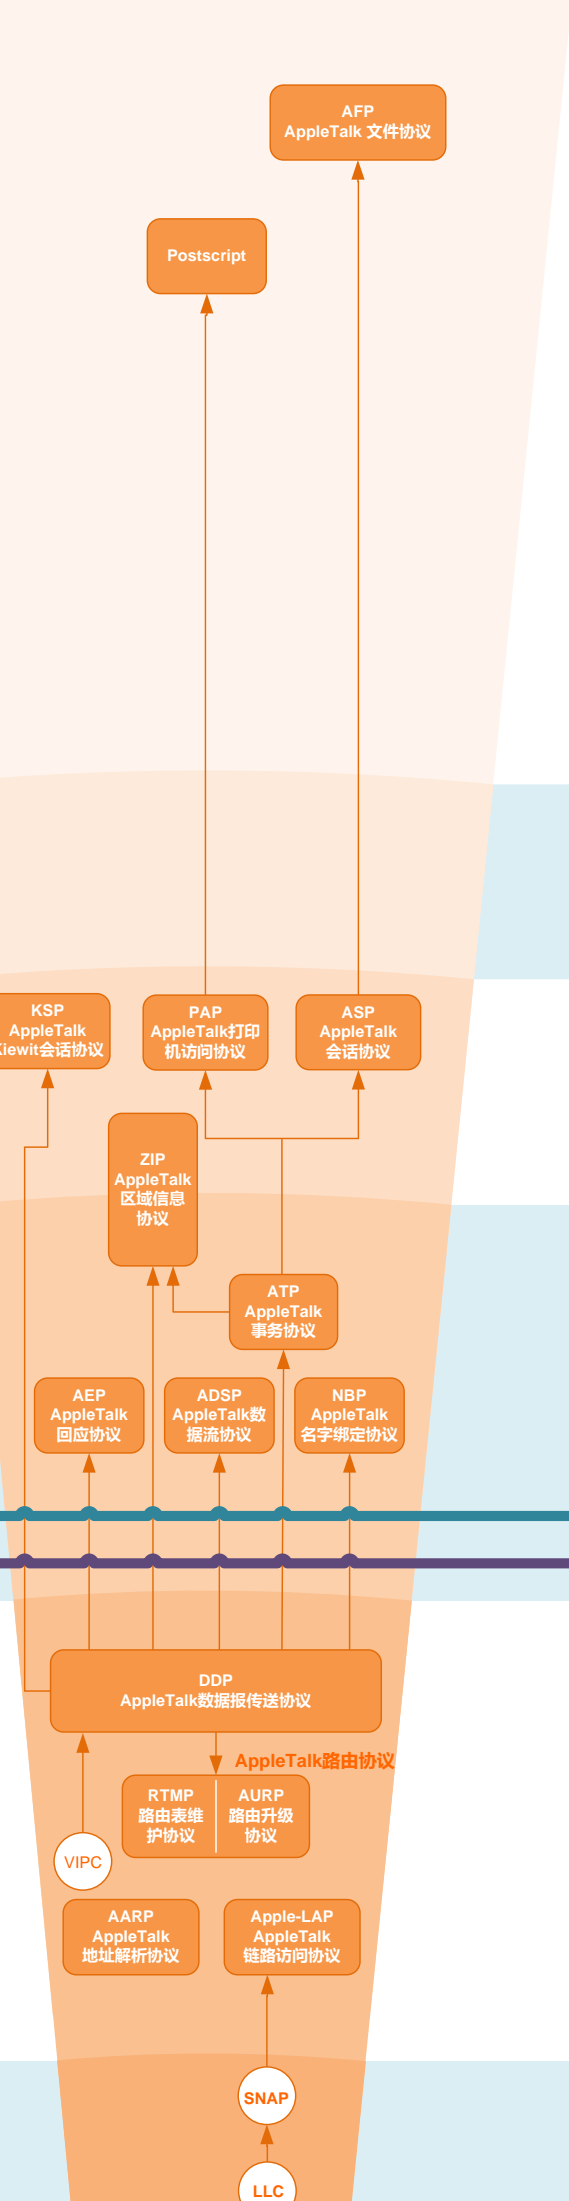 AFP
AppleTalk 文件协议
Postscript
KSP
AppleTalk
Kiewit会话协议
PAP
AppleTalk打印
机访问协议
ASP
AppleTalk
会话协议
ZIP
AppleTalk
区域信息
协议
ATP
AppleTalk
事务协议
AEP
AppleTalk
回应协议
ADSP
AppleTalk数
据流协议
NBP
AppleTalk
名字绑定协议
DDP
AppleTalk数据报传送协议
AppleTalk路由协议
RTMP
路由表维
护协议
AURP
路由升级
协议
VIPC
AARP
AppleTalk
地址解析协议
Apple-LAP
AppleTalk
链路访问协议
SNAP
LLC